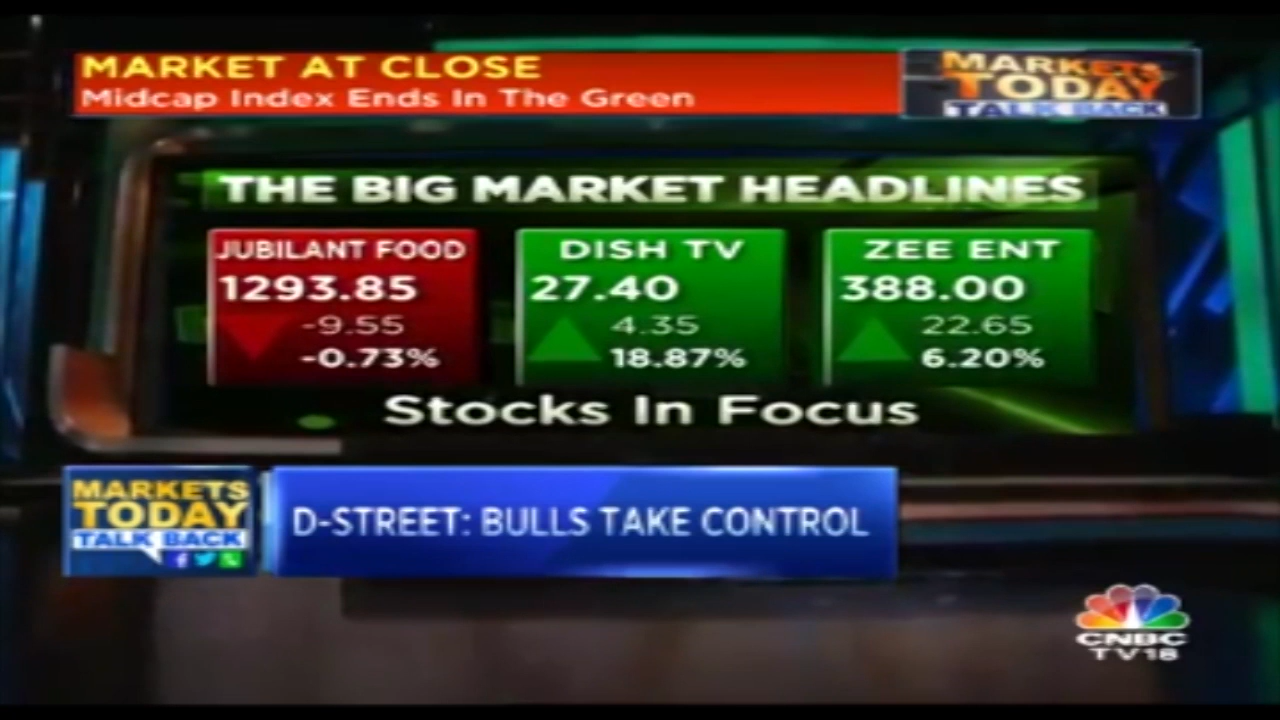 MARKET AT CLOSE
Midcap Index Ends In The Green
MARKETS
TODAY
TALK BACK
THE BIG MARKET HEADLINES
JUBILANT FOOD
1293.85
-9.55
-0.73%
DISH TV
27.40
4.35
18.87%
ZEE ENT
388.00
22.65
6.20%
Stocks In Focus
MARKETS
TODAY
TALK BACK
D-STREET: BULLS TAKE CONTROL
CNBC
TV18